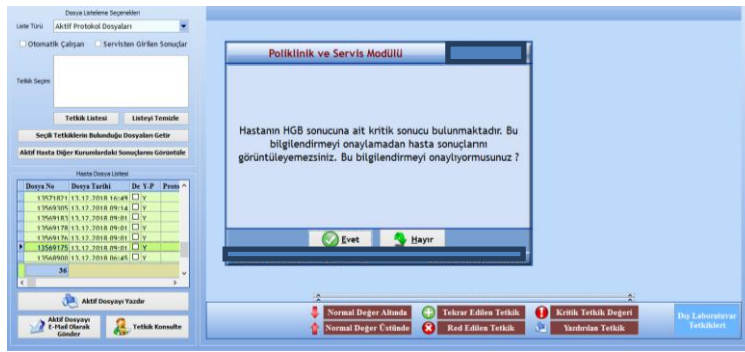 Dosya Listeleme Seçenekleri
Liste Türü Aktif Protokol Dosyaları
Otomatik Çalışan Servisten Girilen Sonuçlar
Tetkik Seçimi
Tetkik Listesi Listeyi Temizle
Seçili Tetkiklerin Bulunduğu Dosyaları Getir
Aktif Hasta Diğer Kurumlardaki Sonuçlarını Görüntüle
Hasta Dosya Listesi
Dosya No Dosya Tarihi De Y-P Proto
13571821 13.12.2018 16:49 Y
13569305 13.12.2018 09:14 Y
13569183 13.12.2018 09:01 Y
13569178 13.12.2018 09:01 Y
13569176 13.12.2018 09:01 Y
13569175 13.12.2018 09:01 Y
13568900 13.12.2018 06:45 Y
36
Aktif Dosyayı Yazdır
Aktif Dosyayı
E-Mail Olarak
Gönder
Tetkik Konsulte
Poliklinik ve Servis Modülü
Hastanın HGB sonucuna ait kritik sonucu bulunmaktadır. Bu
bilgilendirmeyi onaylamadan hasta sonuçlarını
görüntüleyemezsiniz. Bu bilgilendirmeyi onaylıyormusunuz ?
Evet Hayır
Normal Değer Altında Tekrar Edilen Tetkik Kritik Tetkik Değeri
Normal Değer Üstünde Red Edilen Tetkik Yazdırılan Tetkik
Dış Laboratuvar
Tetkikleri